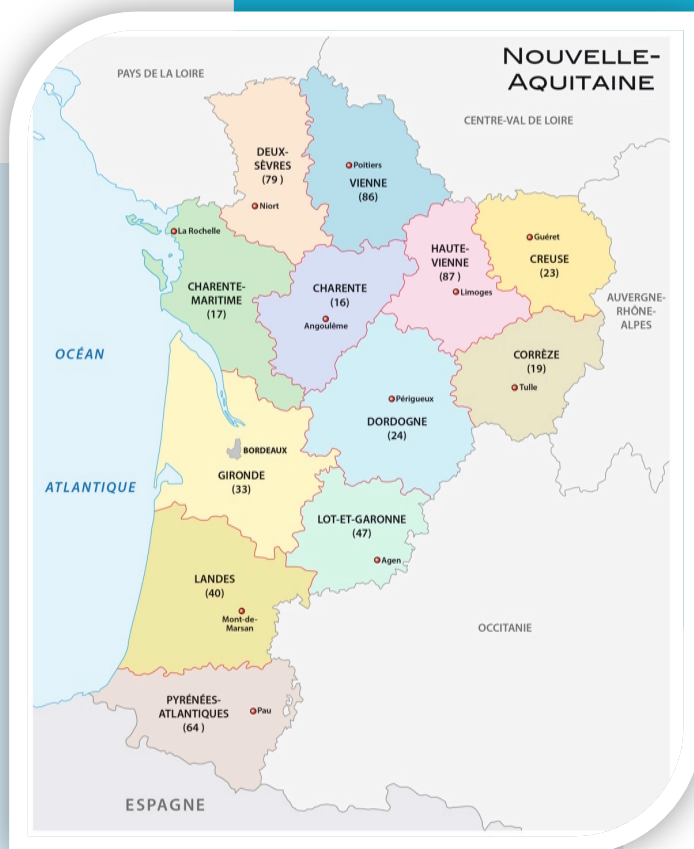 NOUVELLE-
AQUITAINE
PAYS DE LA LOIRE
CENTRE-VAL DE LOIRE
DEUX-
SÈVRES
(79 )
Niort
Poitiers
VIENNE
(86)
La Rochelle
CHARENTE-
MARITIME
(17)
CHARENTE
(16)
Angoulême
HAUTE-
VIENNE
(87 )
Limoges
Guéret
CREUSE
(23)
AUVERGNE-
RHÔNE-
ALPES
OCÉAN
ATLANTIQUE
CORRÈZE
(19)
Tulle
Périgueux
DORDOGNE
(24)
BORDEAUX
GIRONDE
(33)
LOT-ET-GARONNE
(47)
Agen
LANDES
(40)
Mont-de-
Marsan
OCCITANIE
PYRÉNÉES-
ATLANTIQUES
(64 )
Pau
ESPAGNE